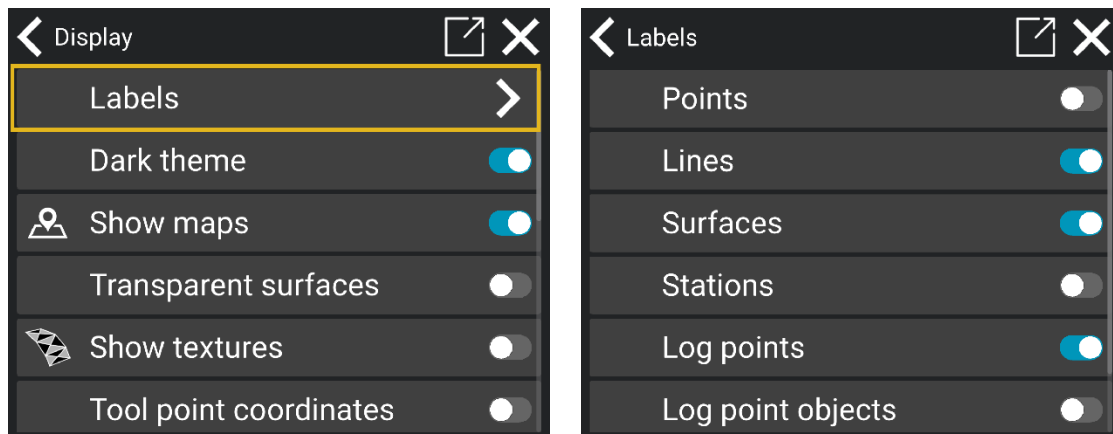 Display
Labels
Dark theme
Show maps
Transparent surfaces
Show textures
Tool point coordinates
Labels
Points
Lines
Surfaces
Stations
Log points
Log point objects